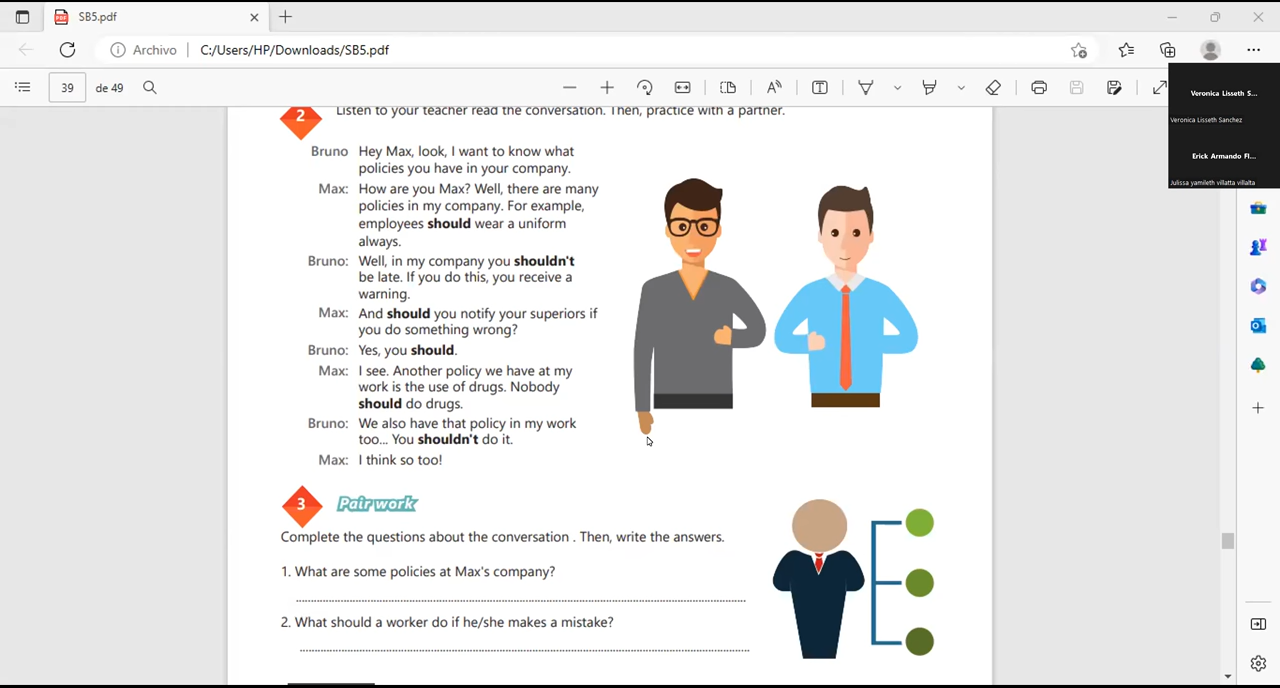 SB5.pdf
Archivo
C:/Users/HP/Downloads/SB5.pdf
39
de 49
Veronica Lisseth S...
Veronica Lisseth Sanchez
Erick Armando Fl...
Julissa yamileth villatta villalta
2
Listen to your teacher read the conversation. Then, practice with a partner.
Bruno Hey Max, look, I want to know what
policies you have in your company.
Max: How are you Max? Well, there are many
policies in my company. For example,
employees should wear a uniform
always.
Bruno: Well, in my company you shouldn't
be late. If you do this, you receive a
warning.
Max: And should you notify your superiors if
you do something wrong?
Bruno: Yes, you should.
Max: I see. Another policy we have at my
work is the use of drugs. Nobody
should do drugs.
Bruno: We also have that policy in my work
too... You shouldn't do it.
Max: I think so too!
3
Pair work
Complete the questions about the conversation . Then, write the answers.
1. What are some policies at Max's company?
2. What should a worker do if he/she makes a mistake?